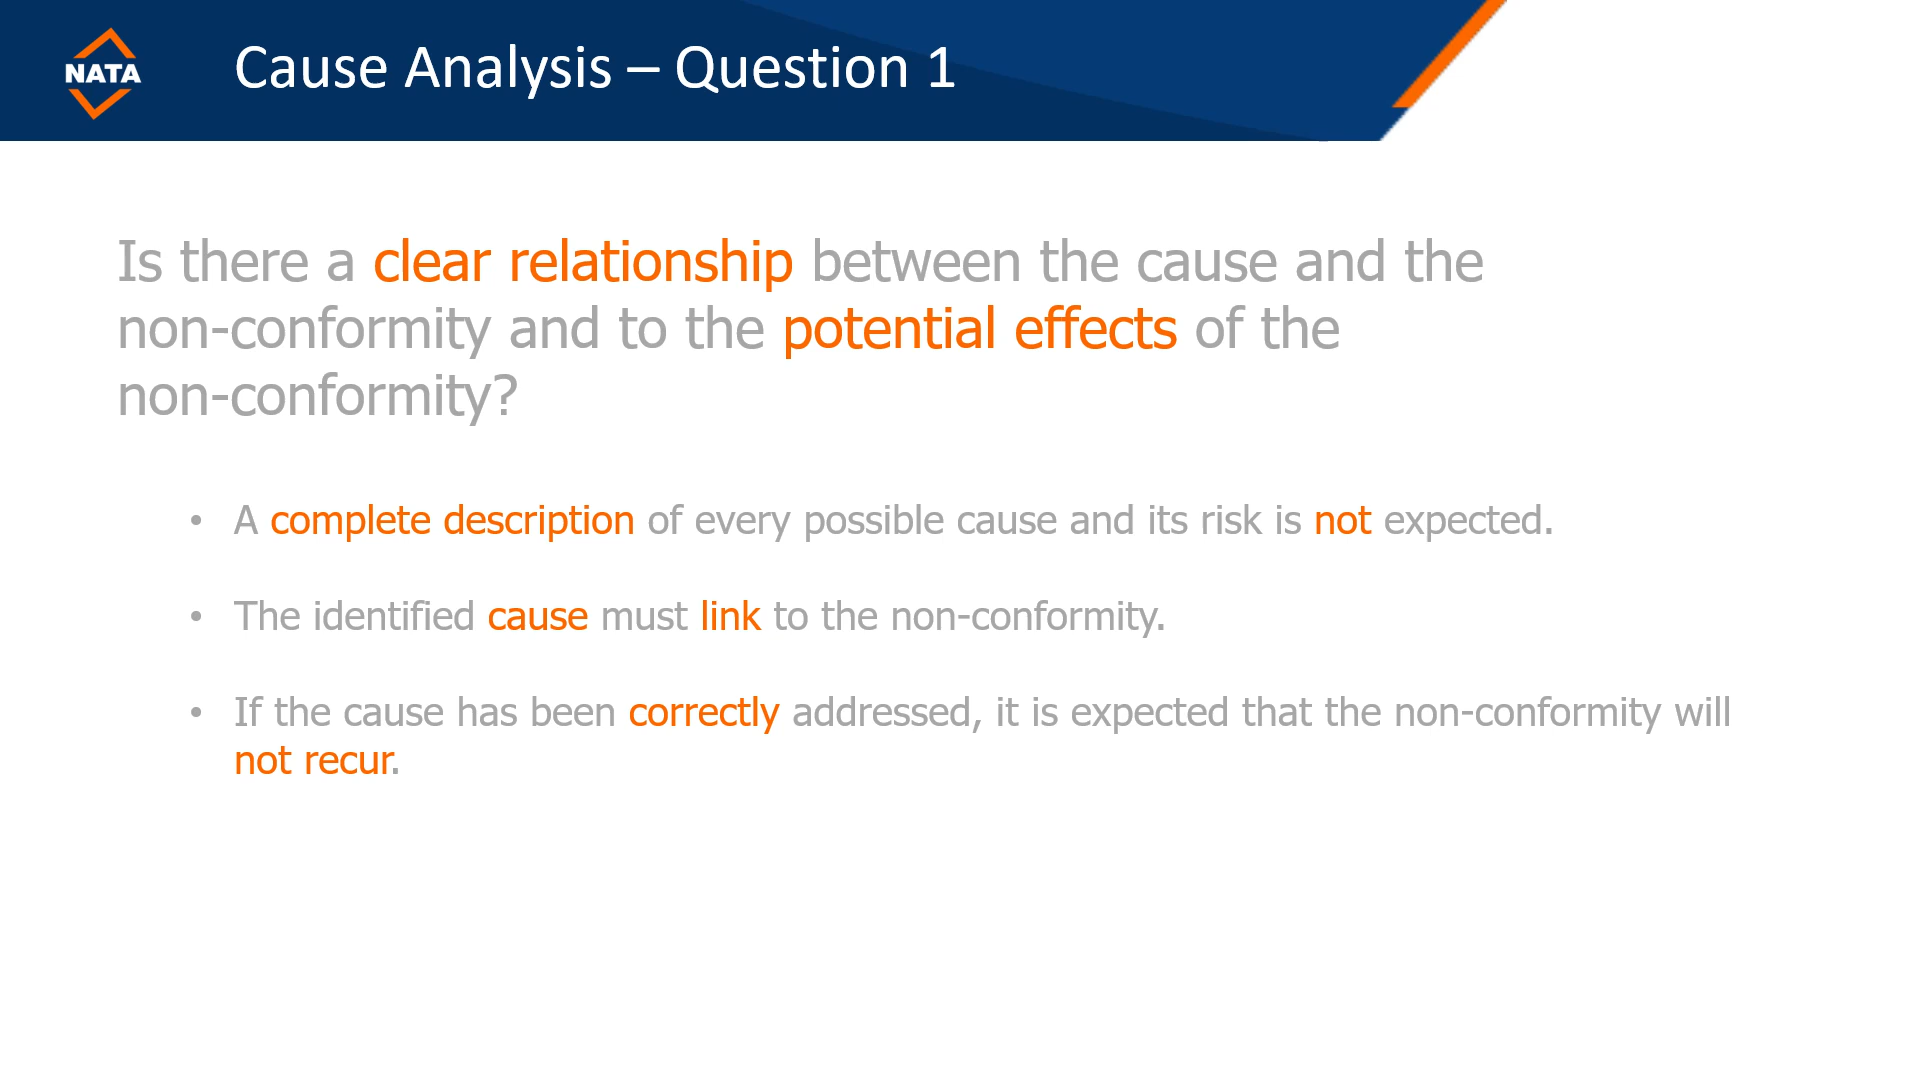 NATA
Cause Analysis – Question 1
Is there a clear relationship between the cause and the
non-conformity and to the potential effects of the
non-conformity?
• A complete description of every possible cause and its risk is not expected.
• The identified cause must link to the non-conformity.
• If the cause has been correctly addressed, it is expected that the non-conformity will
not recur.